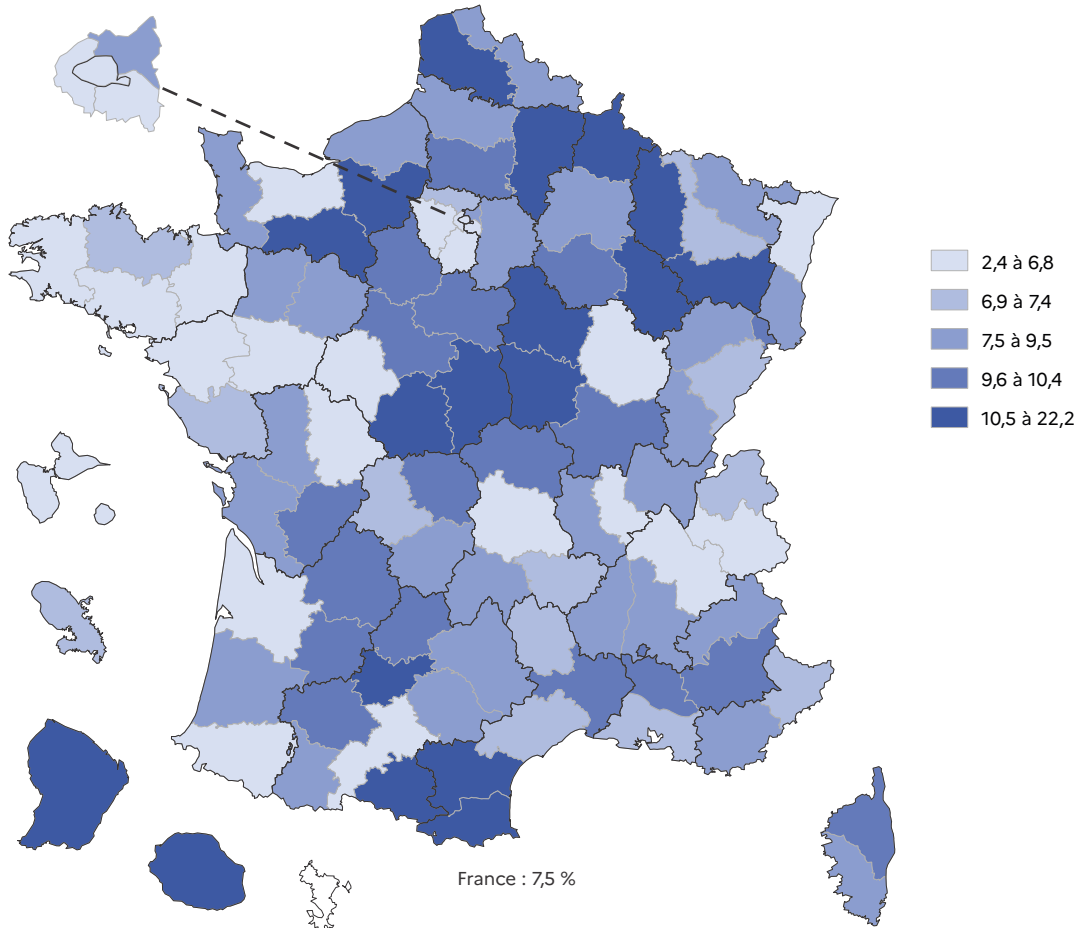 2,4 à 6,8
6,9 à 7,4
7,5 à 9,5
9,6 à 10,4
10,5 à 22,2
France : 7,5 %